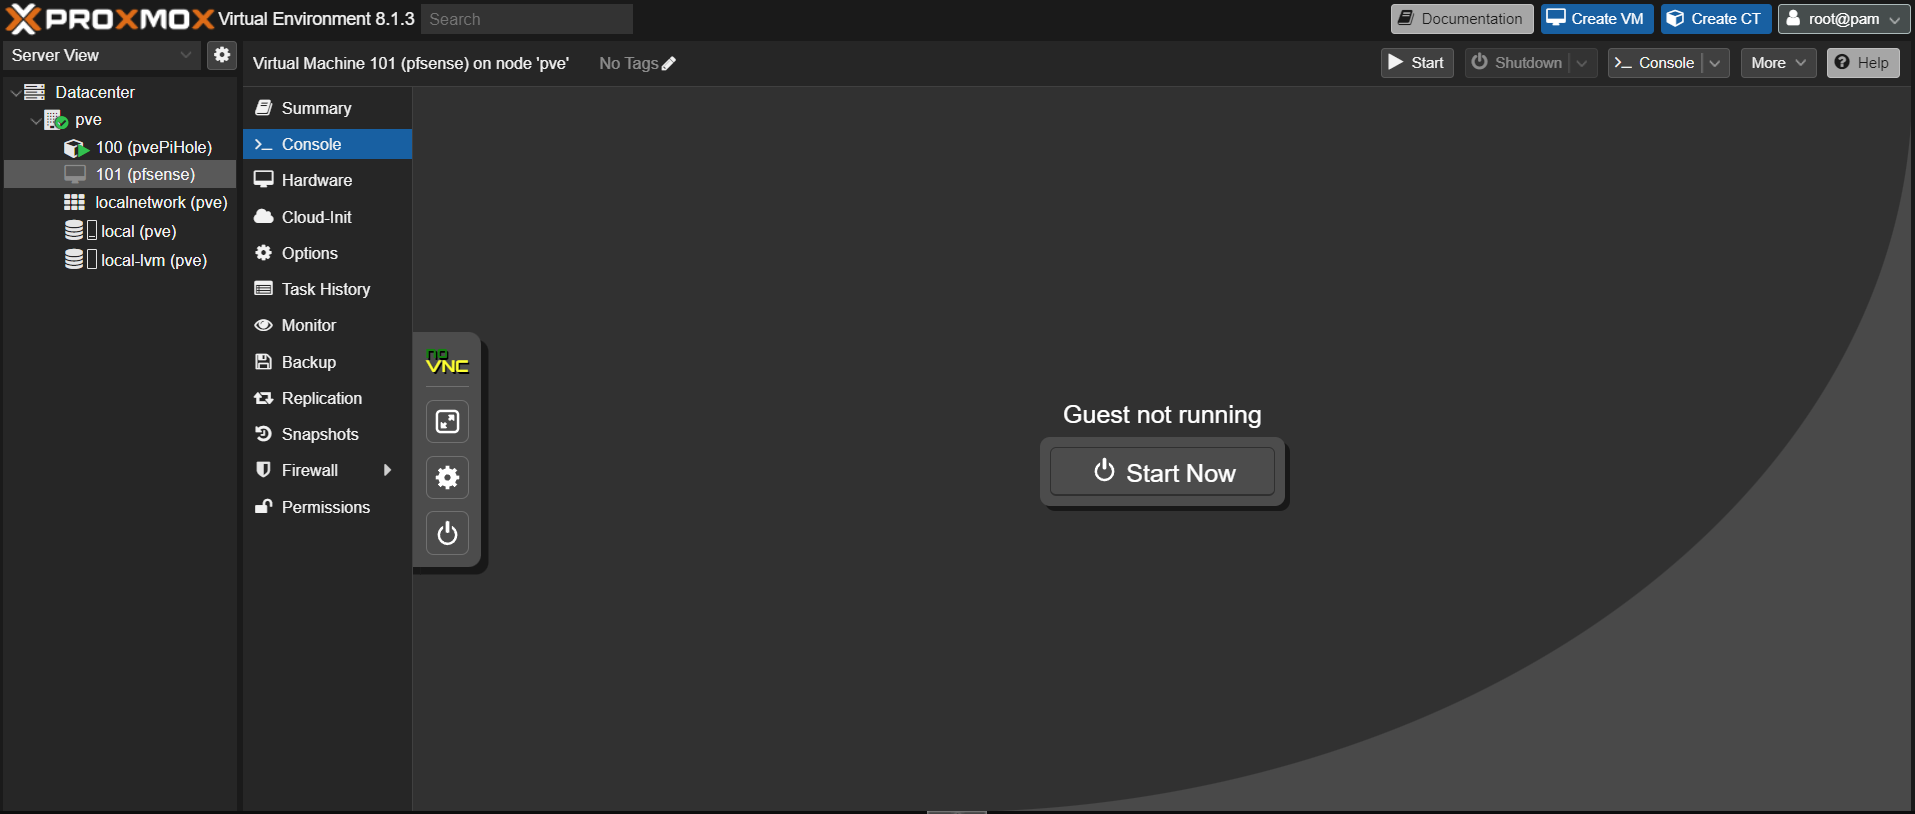 PROXMOX Virtual Environment 8.1.3 Search Documentation Create VM Create CT root@pam
Server View
Virtual Machine 101 (pfsense) on node 'pve' No Tags Start Shutdown Console More Help
Datacenter
pve
100 (pvePiHole)
101 (pfsense)
localnetwork (pve)
local (pve)
local-lvm (pve)
Summary
Console
Hardware
Cloud-Init
Options
Task History
Monitor
Backup
Replication
Snapshots
Firewall
Permissions
no
VNC
Guest not running
Start Now